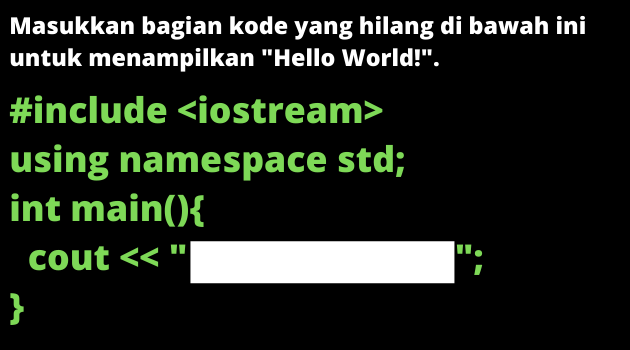 Masukkan bagian kode yang hilang di bawah ini
untuk menampilkan "Hello World!".
#include <iostream>
using namespace std;
int main(){
  cout << "             ";
}